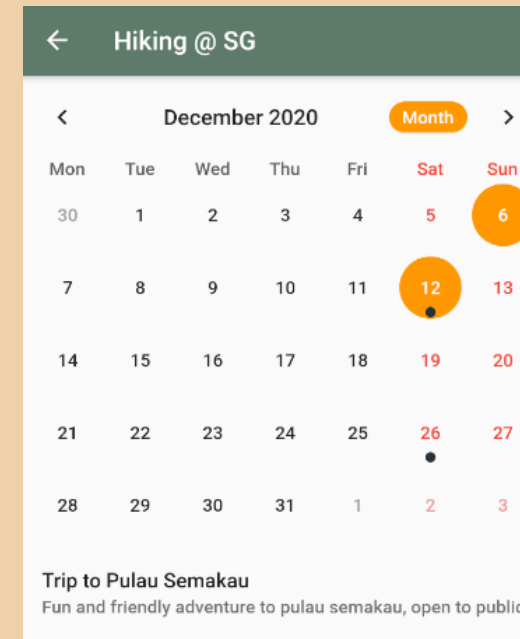 Hiking @ SG
December 2020 Month
Mon Tue Wed Thu Fri Sat Sun
30 1 2 3 4 5 6
7 8 9 10 11 12 13
14 15 16 17 18 19 20
21 22 23 24 25 26 27
28 29 30 31 1 2 3
Trip to Pulau Semakau
Fun and friendly adventure to pulau semakau, open to public